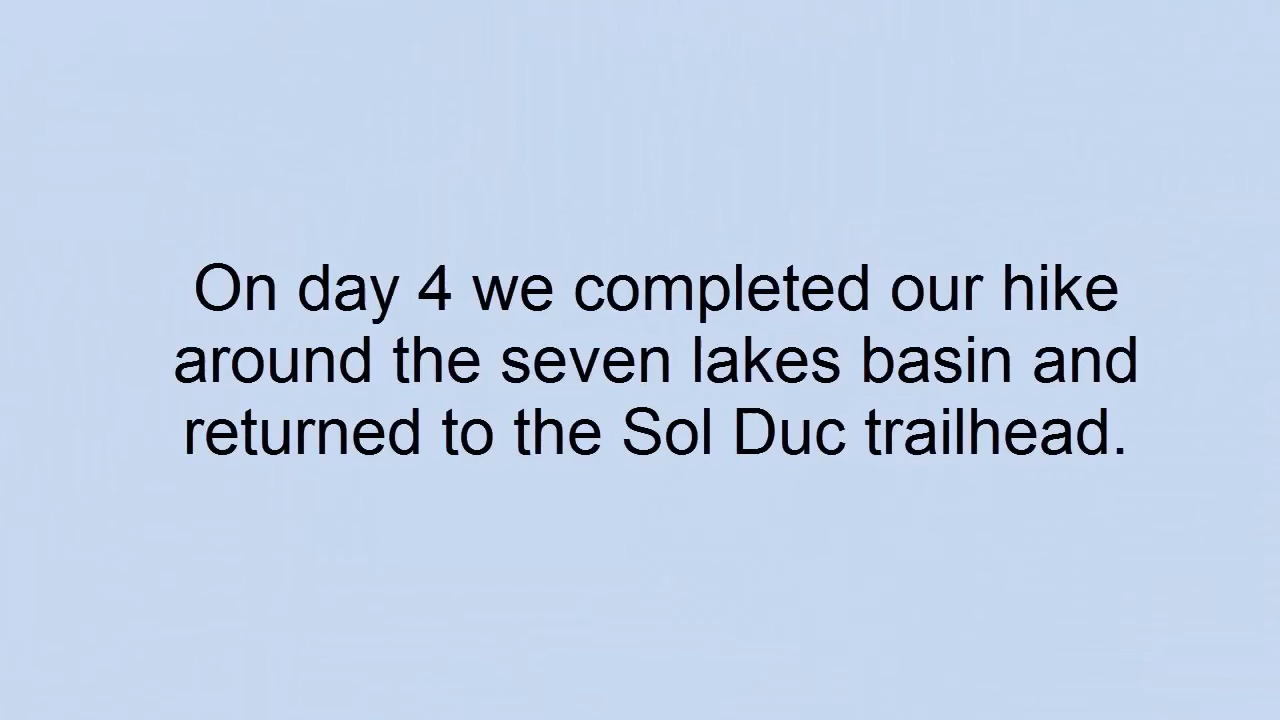 On day 4 we completed our hike
around the seven lakes basin and
returned to the Sol Duc trailhead.